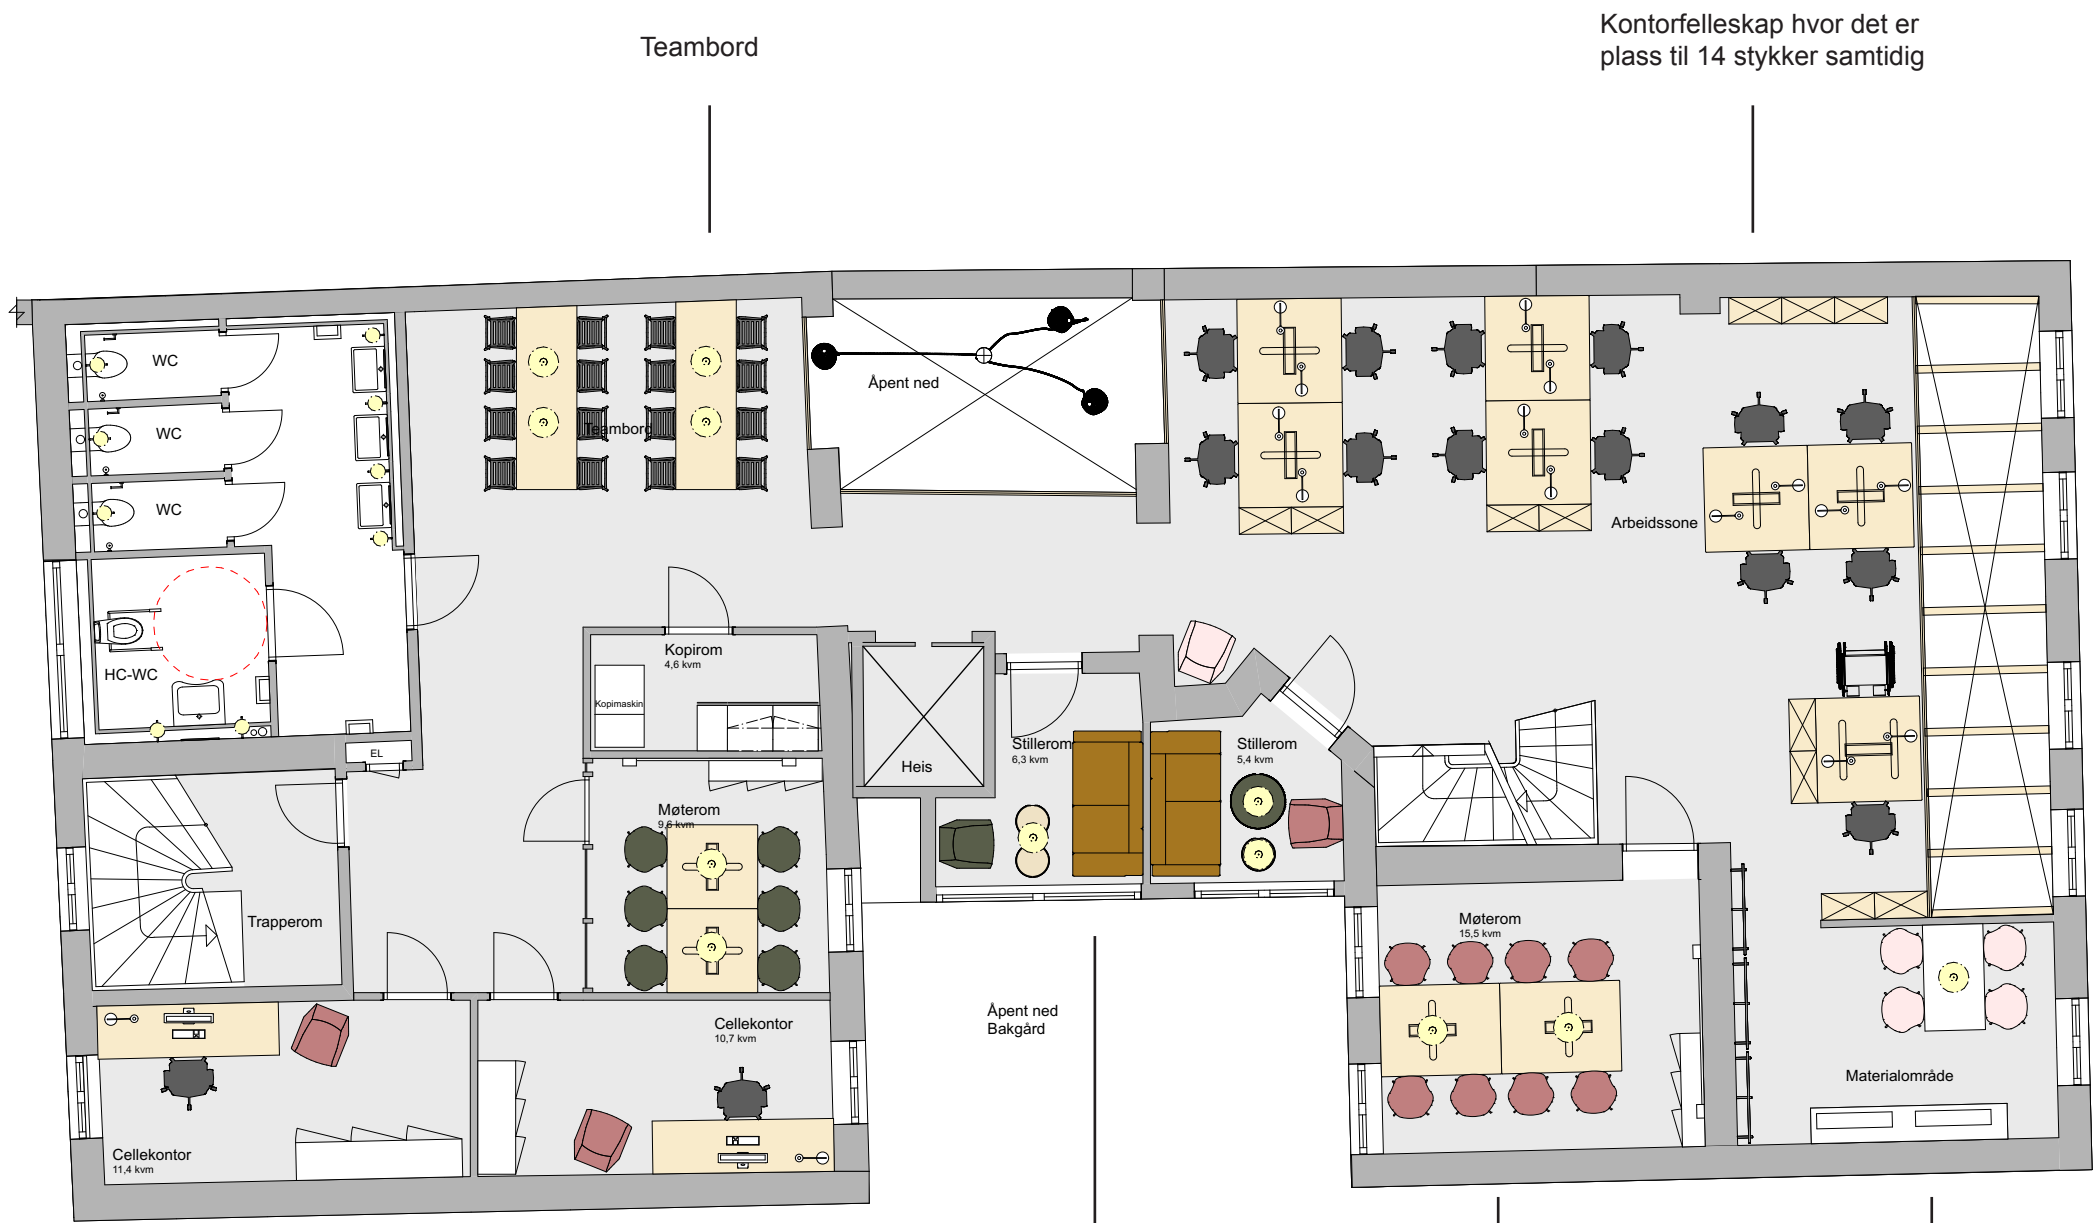 Teambord
Kontorfelleskap hvor det er
plass til 14 stykker samtidig
WC
WC
WC
HC-WC
EL
Teambord
Åpent ned
Arbeidssone
Kopirom
4,6 kvm
Kopimaskin
Heis
Stillerom
6,3 kvm
Stillerom
5,4 kvm
Møterom
9,6 kvm
Trapperom
Møterom
15,5 kvm
Åpent ned
Bakgård
Cellekontor
10,7 kvm
Cellekontor
11,4 kvm
Materialområde